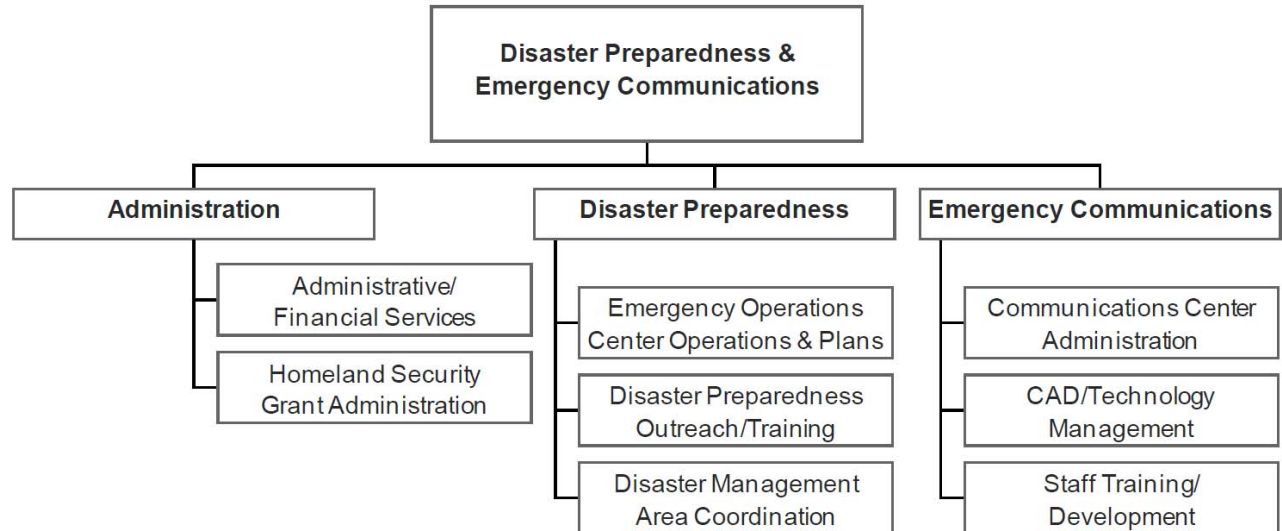 Disaster Preparedness &
Emergency Communications
Administration
Disaster Preparedness
Emergency Communications
Administrative/
Financial Services
Homeland Security
Grant Administration
Emergency Operations
Center Operations & Plans
Disaster Preparedness
Outreach/Training
Disaster Management
Area Coordination
Communications Center
Administration
CAD/Technology
Management
Staff Training/
Development